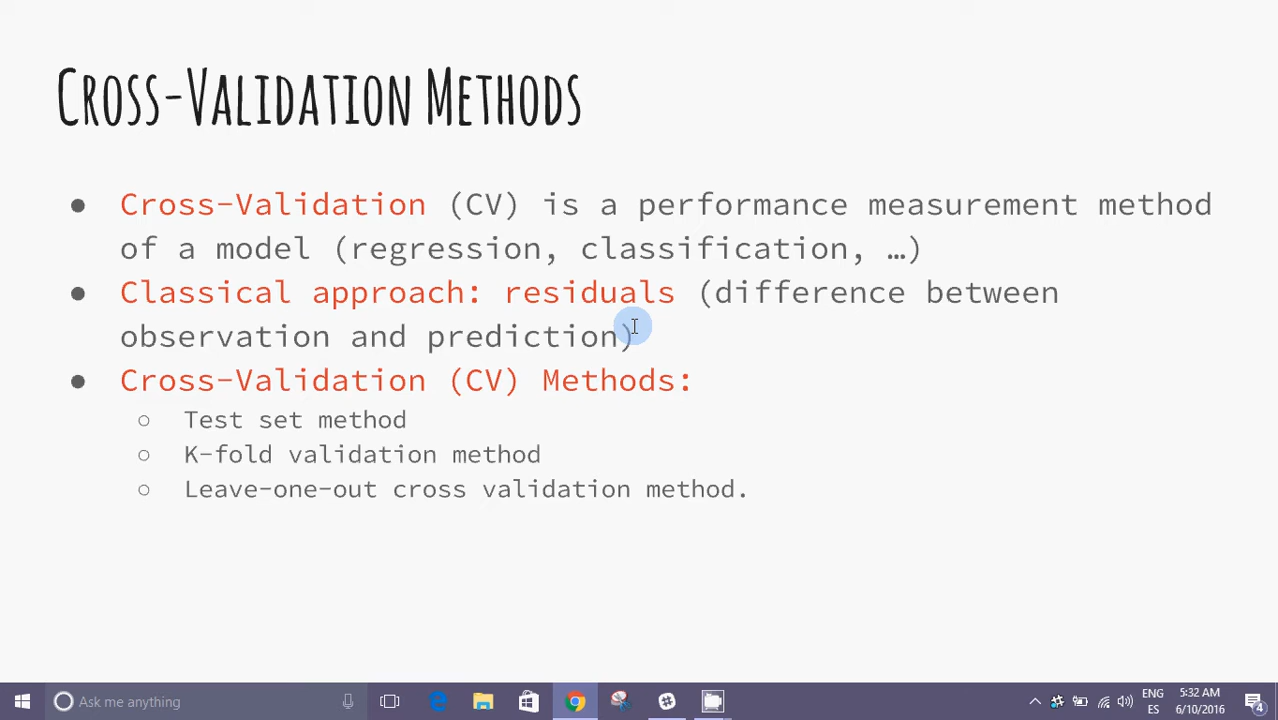 Cross-Validation Methods
● Cross-Validation (CV) is a performance measurement method
of a model (regression, classification, …)
● Classical approach: residuals (difference between
observation and prediction)
● Cross-Validation (CV) Methods:
○ Test set method
○ K-fold validation method
○ Leave-one-out cross validation method.
Ask me anything
ENG
ES
5:32 AM
6/10/2016
4